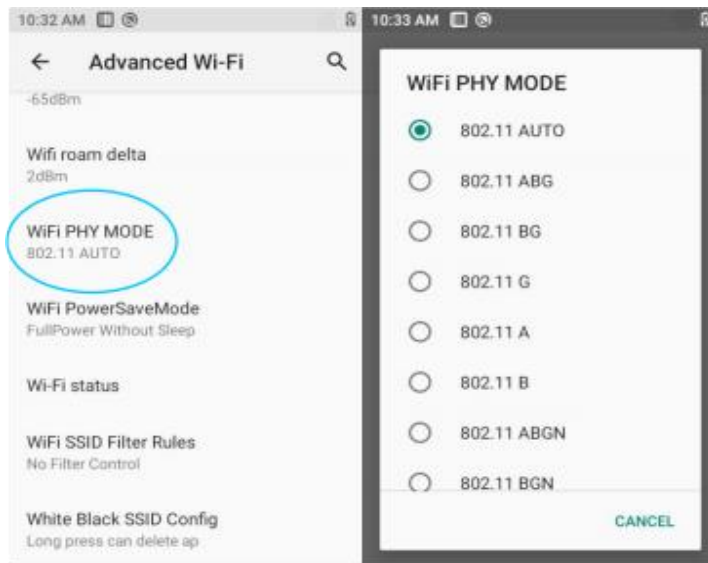 10:32 AM
Advanced Wi-Fi
-65dBm
Wifi roam delta
2dBm
WiFi PHY MODE
802.11 AUTO
WiFi PowerSaveMode
FullPower Without Sleep
Wi-Fi status
WiFi SSID Filter Rules
No Filter Control
White Black SSID Config
Long press can delete ap
10:33 AM
WiFi PHY MODE
802.11 AUTO
802.11 ABG
802.11 BG
802.11 G
802.11 A
802.11 B
802.11 ABGN
802.11 BGN
CANCEL